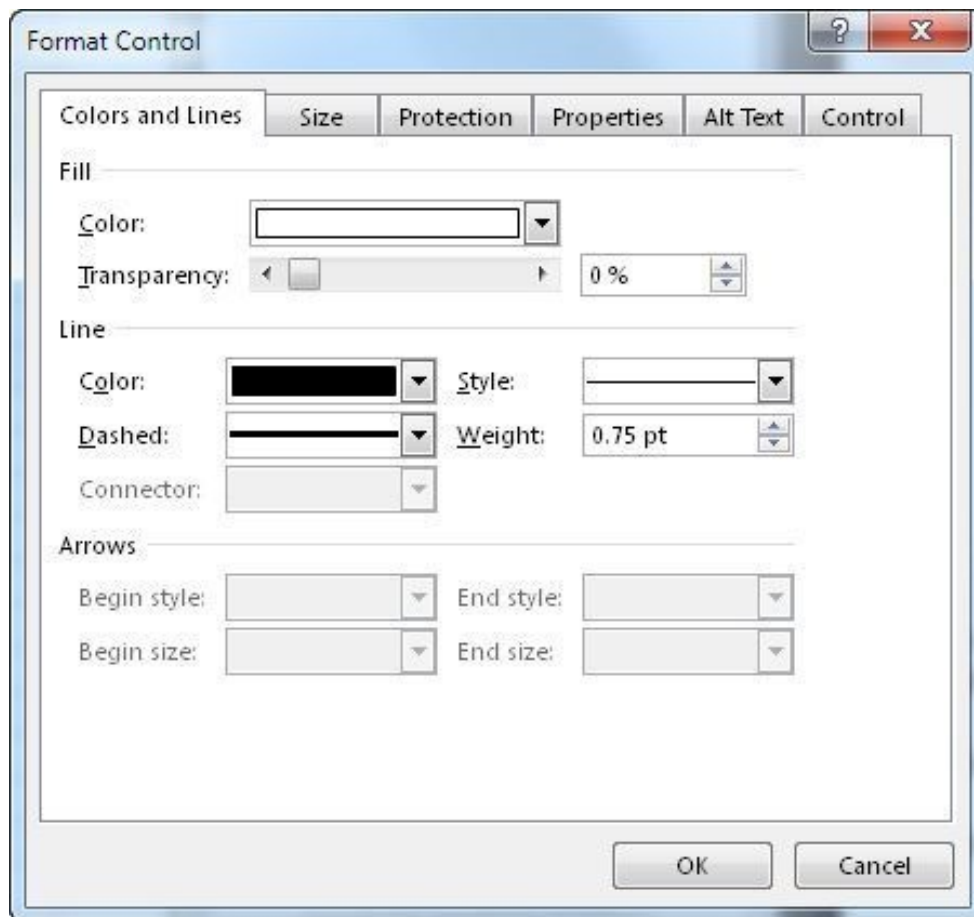 Format Control
Colors and Lines Size Protection Properties Alt Text Control
Fill
Color:
Transparency: 0 %
Line
Color: Style:
Dashed: Weight: 0.75 pt
Connector:
Arrows
Begin style: End style:
Begin size: End size:
OK Cancel